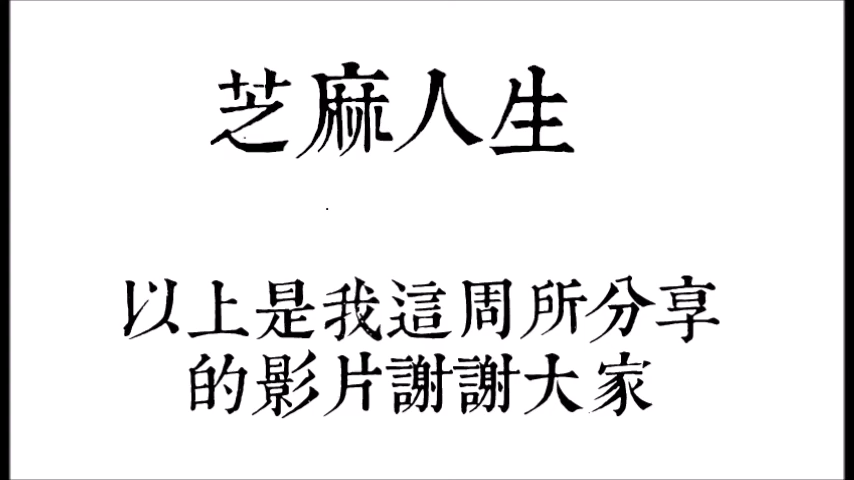 芝麻人生
以上是我這周所分享
的影片謝謝大家